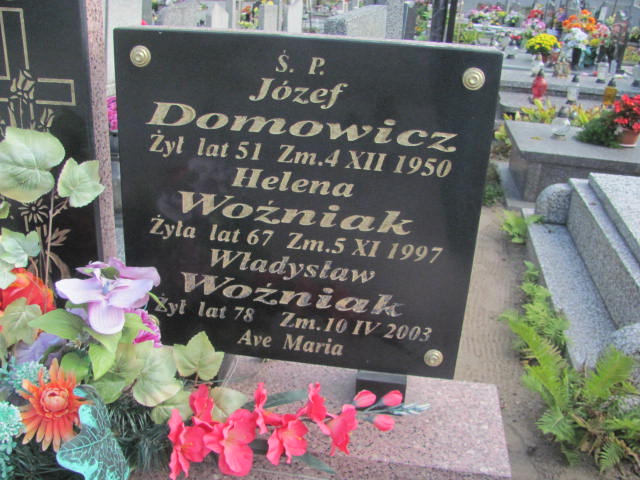 Ś. P.
Józef
Domowicz
Żył lat 51 Zm. 4 XII 1950
Helena
Woźniak
Żyła lat 67 Zm. 5 XI 1997
Władysław
Woźniak
Żył lat 78 Zm. 10 IV 2003
Ave Maria